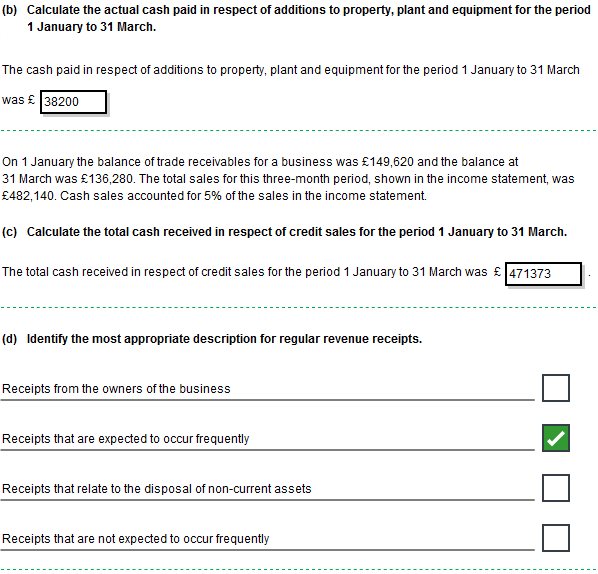 (b) Calculate the actual cash paid in respect of additions to property, plant and equipment for the period
1 January to 31 March.
The cash paid in respect of additions to property, plant and equipment for the period 1 January to 31 March
was £ 38200
On 1 January the balance of trade receivables for a business was £149,620 and the balance at
31 March was £136,280. The total sales for this three-month period, shown in the income statement, was
£482,140. Cash sales accounted for 5% of the sales in the income statement.
(c) Calculate the total cash received in respect of credit sales for the period 1 January to 31 March.
The total cash received in respect of credit sales for the period 1 January to 31 March was £ 471373 .
(d) Identify the most appropriate description for regular revenue receipts.
Receipts from the owners of the business
Receipts that are expected to occur frequently
Receipts that relate to the disposal of non-current assets
Receipts that are not expected to occur frequently